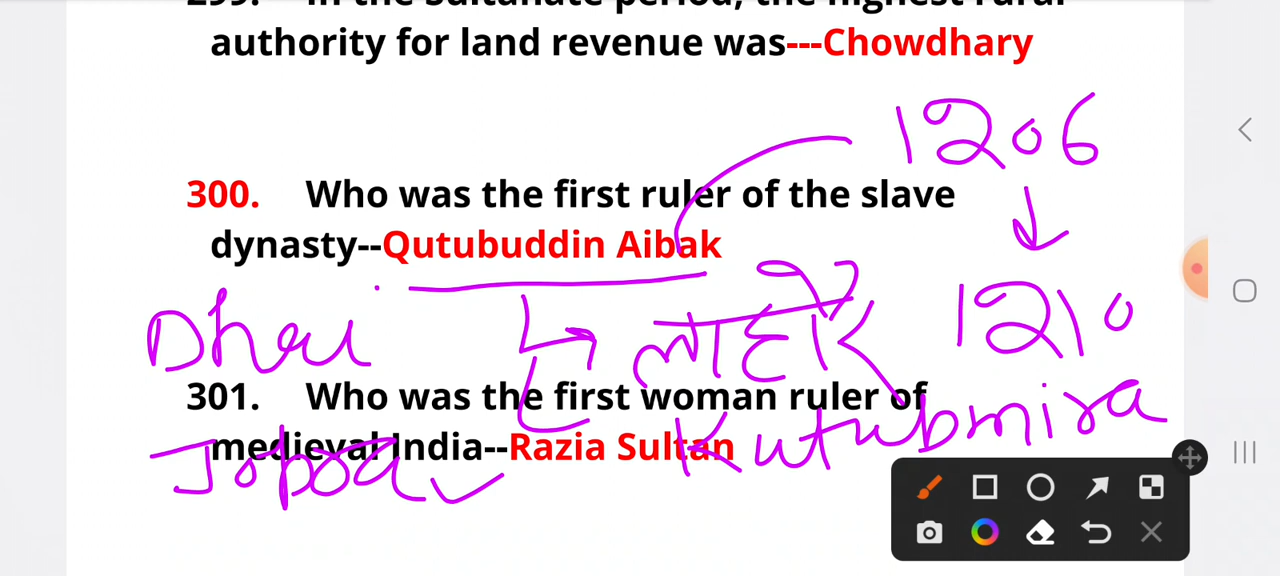 299. In the sultanate period, the highest rural
authority for land revenue was---Chowdhary
1206
300. Who was the first ruler of the slave
dynasty--Qutubuddin Aibak
1210
Dhai
लाहौर
301. Who was the first woman ruler of
medieval India--Razia Sultan
Kutubmira